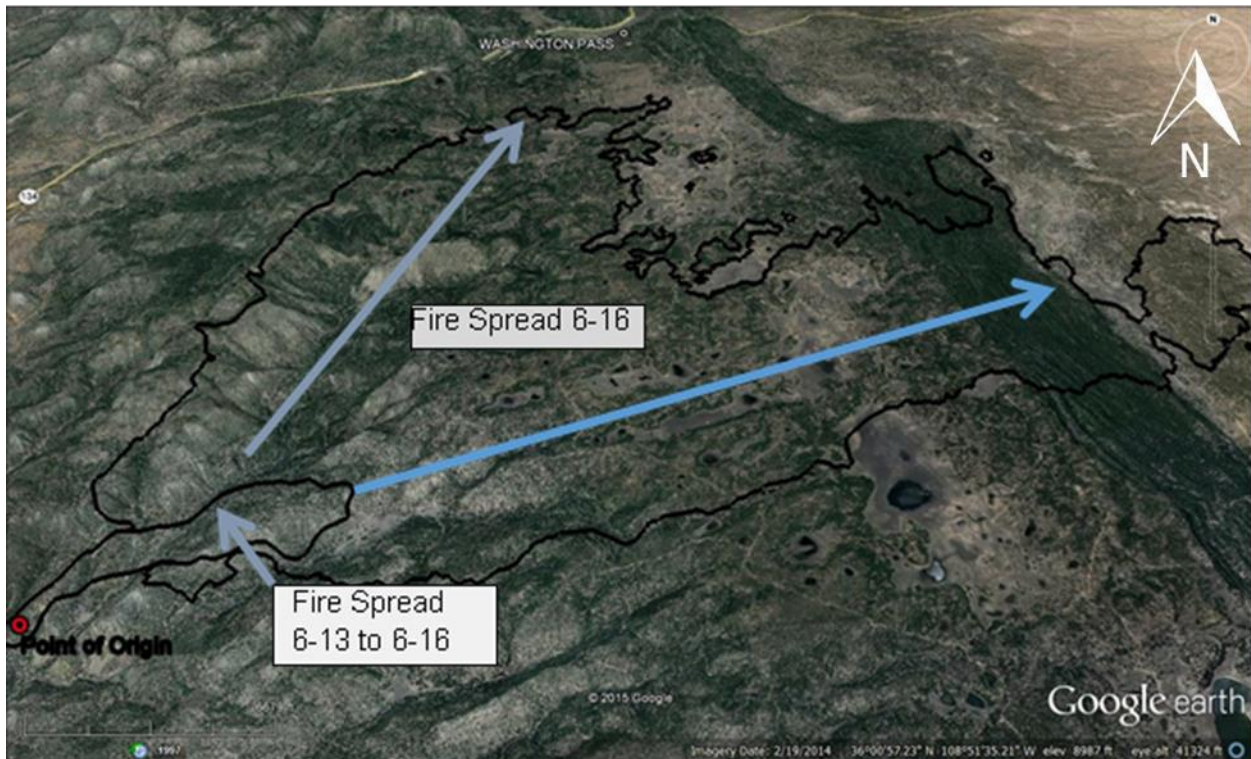 WASHINGTON PASS
N
N
134
Fire Spread 6-16
Fire Spread
6-13 to 6-16
Point of Origin
© 2015 Google
Google earth
1997
Imagery Date: 2/19/2014 36°00'57.23" N 108°51'35.21" W elev 8987 ft eye alt 41324 ft